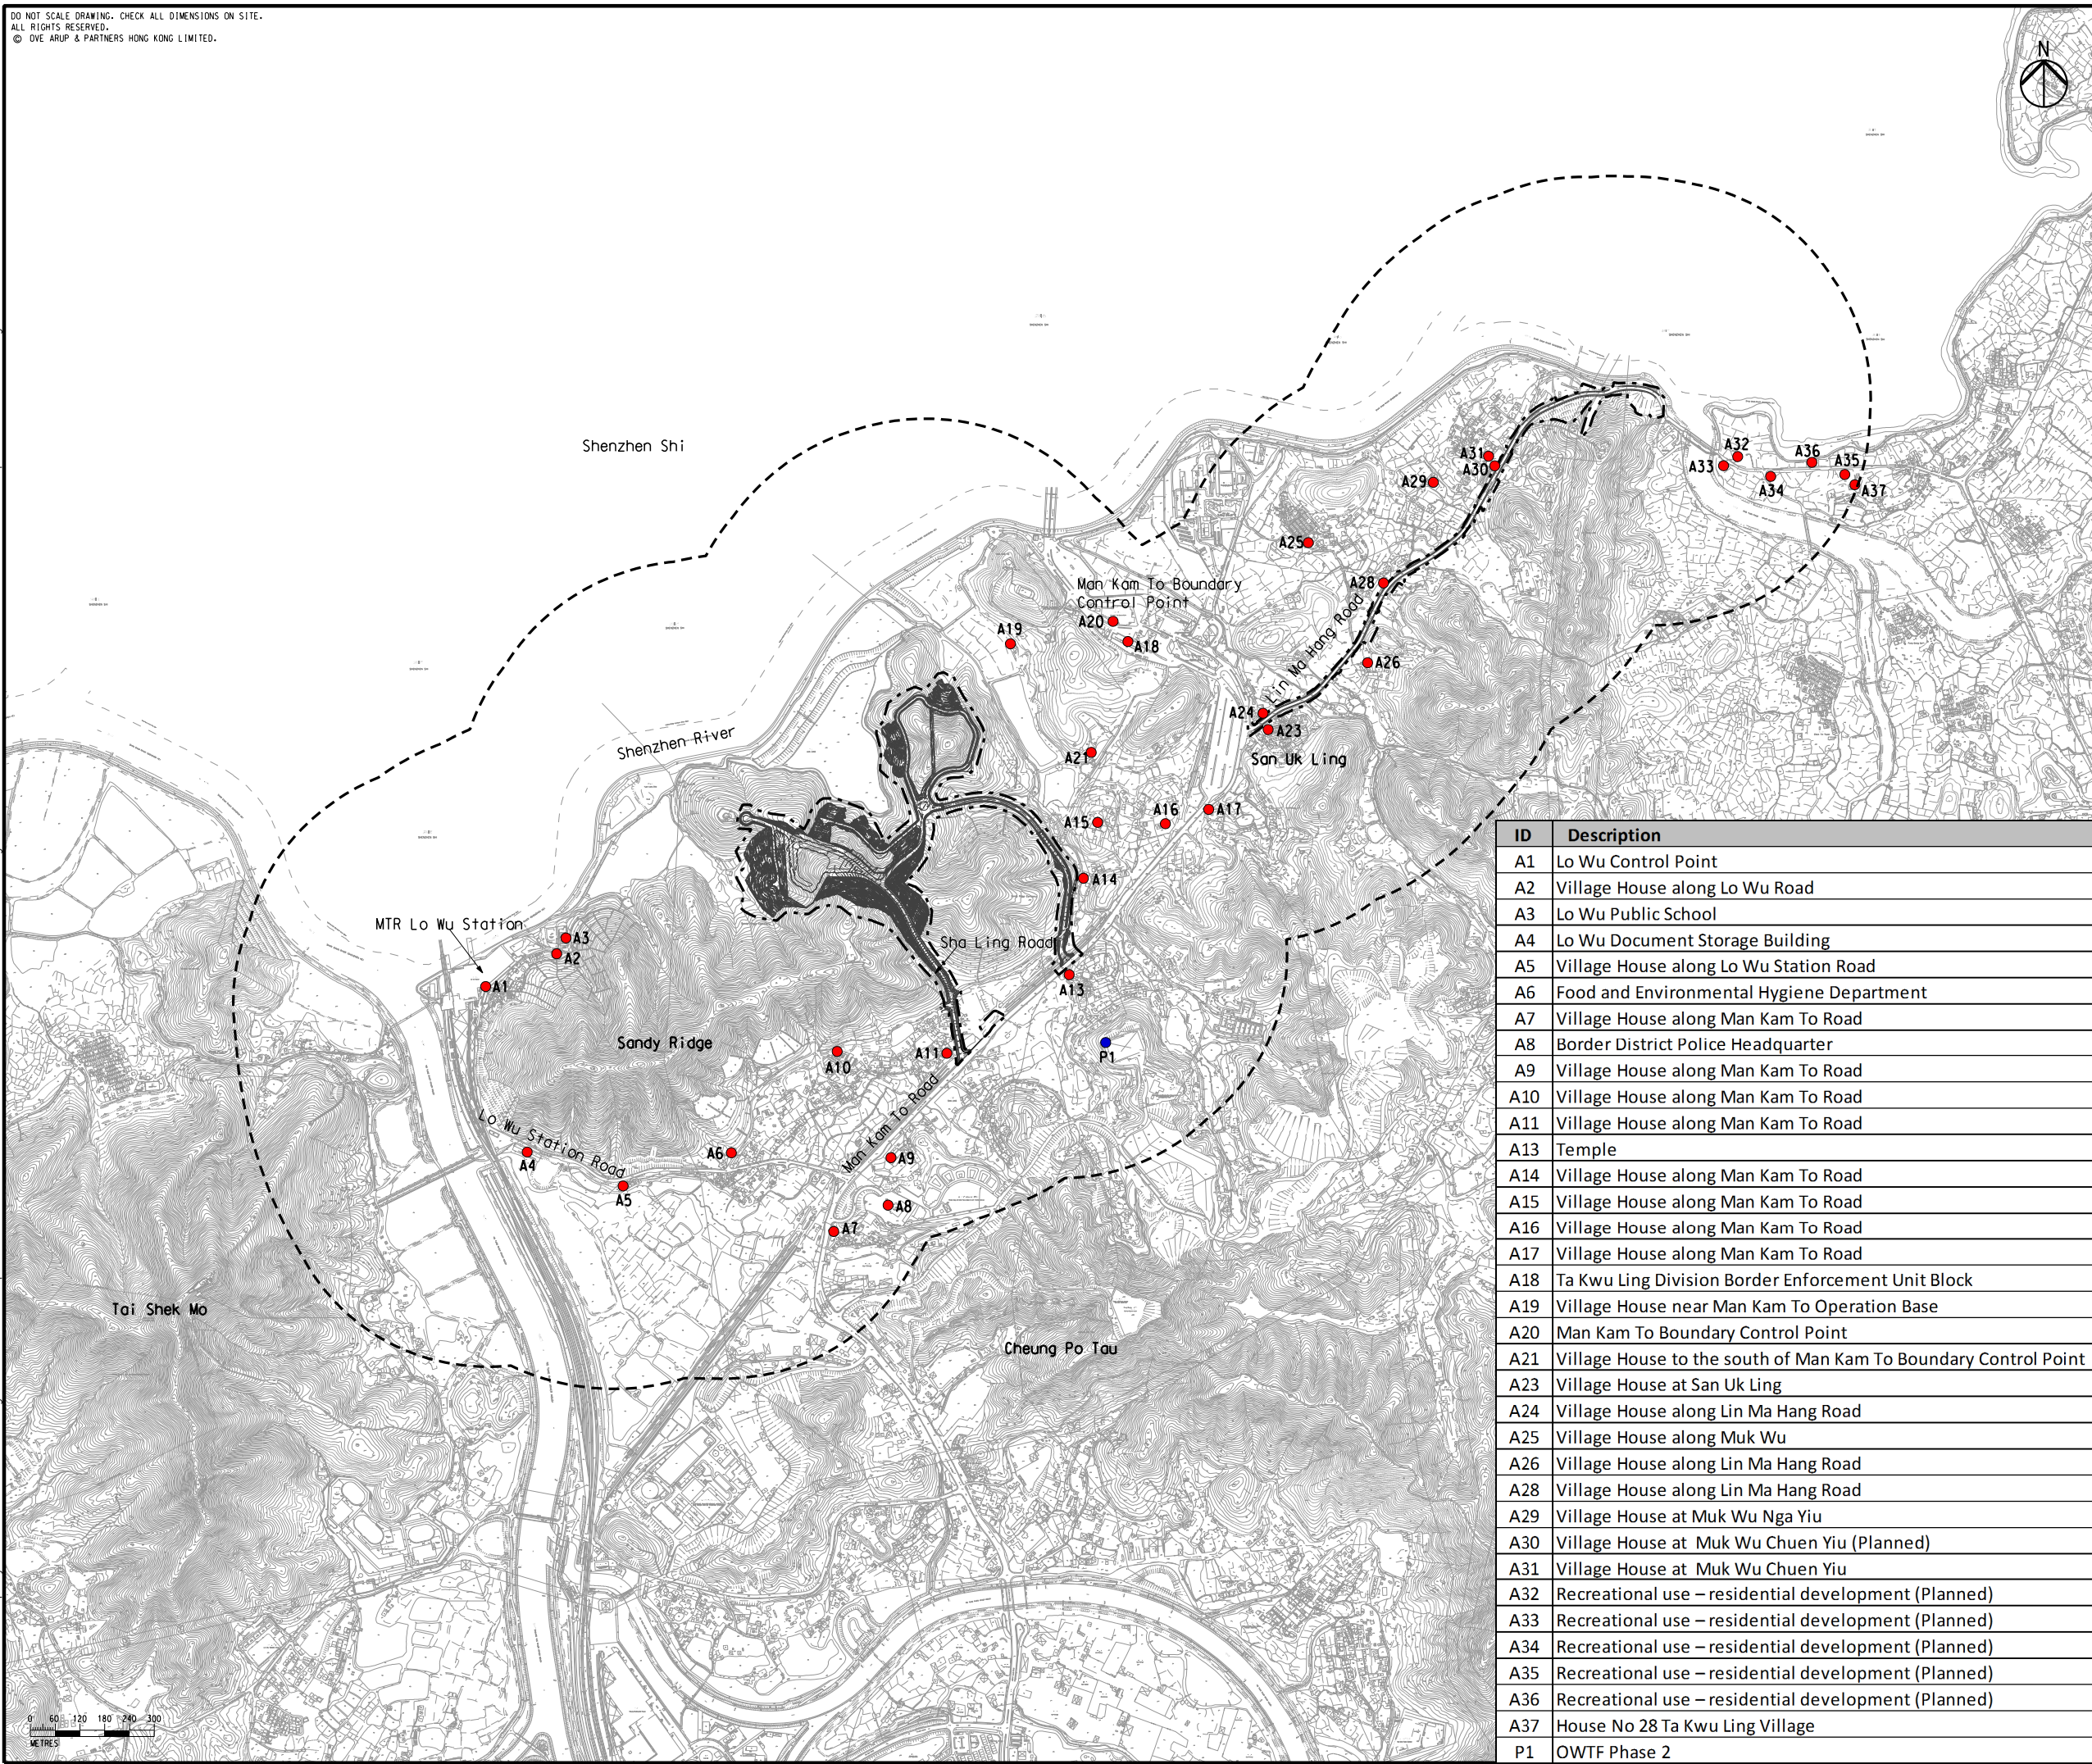 DO NOT SCALE DRAWING. CHECK ALL DIMENSIONS ON SITE.
ALL RIGHTS RESERVED.
© OVE ARUP & PARTNERS HONG KONG LIMITED.
N
Shenzhen Shi
A31
A30
A29
A32
A33
A36
A35
A34
A37
A25
Man Kam To Boundary
Control Point
A28
A20
A19
A18
Lin Ma Hang Road
A26
A24
A23
Shenzhen River
A21
San Uk Ling
A16
A17
A15
A14
MTR Lo Wu Station
A3
A2
Sha Ling Road
A1
A13
Sandy Ridge
A11
A10
P1
Man Kam To Road
Lo Wu Station Road
A4
A6
A9
A5
A8
A7
Tai Shek Mo
Cheung Po Tau
0 60 120 180 240 300
METRES
ID Description
A1 Lo Wu Control Point
A2 Village House along Lo Wu Road
A3 Lo Wu Public School
A4 Lo Wu Document Storage Building
A5 Village House along Lo Wu Station Road
A6 Food and Environmental Hygiene Department
A7 Village House along Man Kam To Road
A8 Border District Police Headquarter
A9 Village House along Man Kam To Road
A10 Village House along Man Kam To Road
A11 Village House along Man Kam To Road
A13 Temple
A14 Village House along Man Kam To Road
A15 Village House along Man Kam To Road
A16 Village House along Man Kam To Road
A17 Village House along Man Kam To Road
A18 Ta Kwu Ling Division Border Enforcement Unit Block
A19 Village House near Man Kam To Operation Base
A20 Man Kam To Boundary Control Point
A21 Village House to the south of Man Kam To Boundary Control Point
A23 Village House at San Uk Ling
A24 Village House along Lin Ma Hang Road
A25 Village House along Muk Wu
A26 Village House along Lin Ma Hang Road
A28 Village House along Lin Ma Hang Road
A29 Village House at Muk Wu Nga Yiu
A30 Village House at Muk Wu Chuen Yiu (Planned)
A31 Village House at Muk Wu Chuen Yiu
A32 Recreational use – residential development (Planned)
A33 Recreational use – residential development (Planned)
A34 Recreational use – residential development (Planned)
A35 Recreational use – residential development (Planned)
A36 Recreational use – residential development (Planned)
A37 House No 28 Ta Kwu Ling Village
P1 OWTF Phase 2